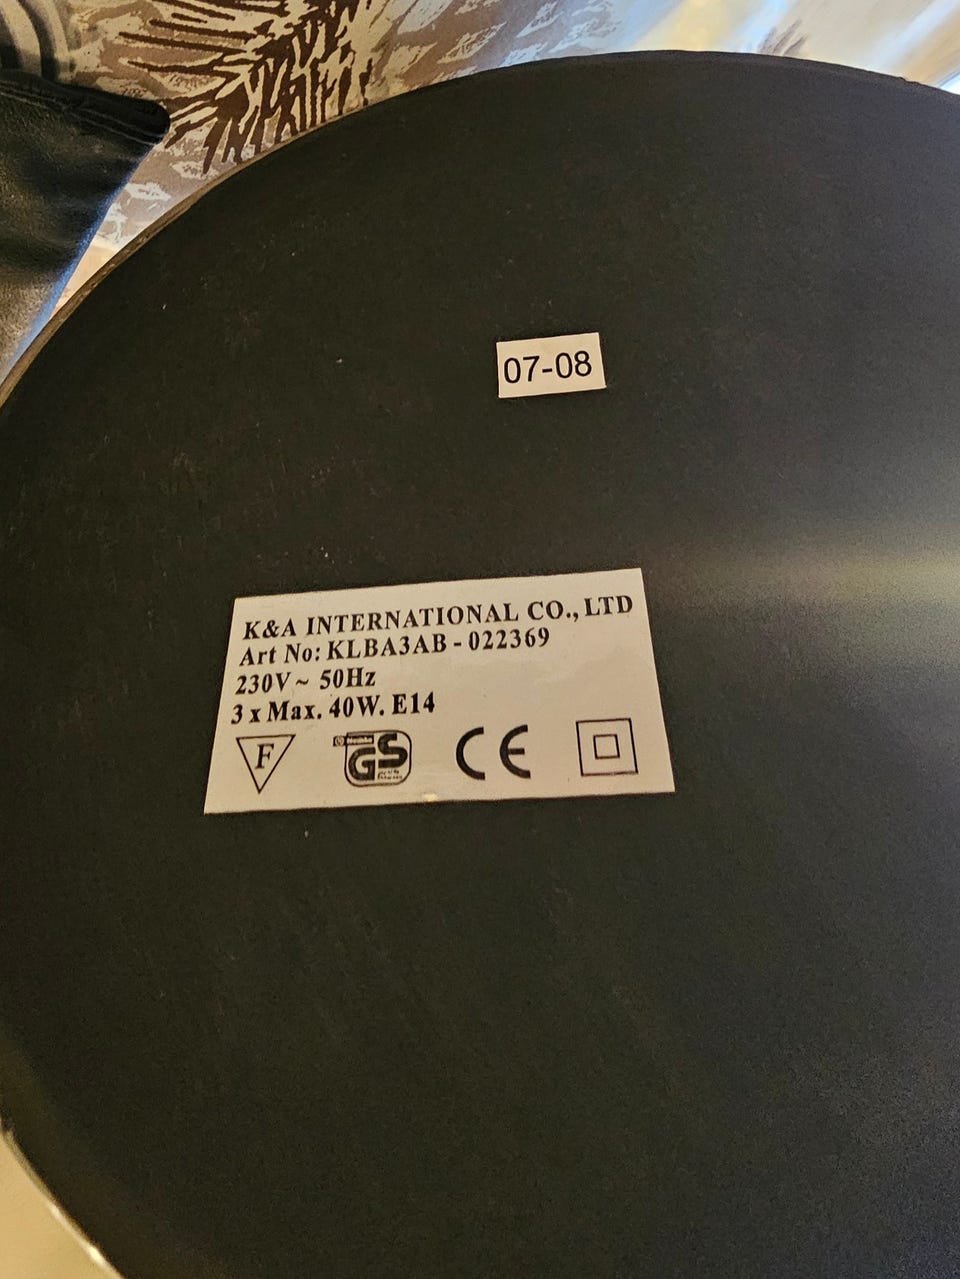 07-08
K&A INTERNATIONAL CO., LTD
Art No: KLBA3AB - 022369
230V ~ 50Hz
3 x Max. 40W. E14
F
GS
CE